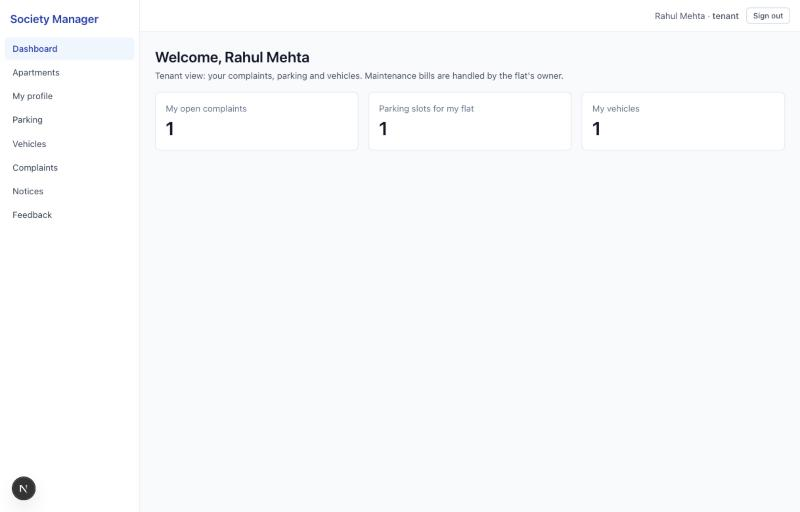 Society Manager
Rahul Mehta · tenant
Sign out
Dashboard
Apartments
My profile
Parking
Vehicles
Complaints
Notices
Feedback
Welcome, Rahul Mehta
Tenant view: your complaints, parking and vehicles. Maintenance bills are handled by the flat's owner.
My open complaints
1
Parking slots for my flat
1
My vehicles
1
N